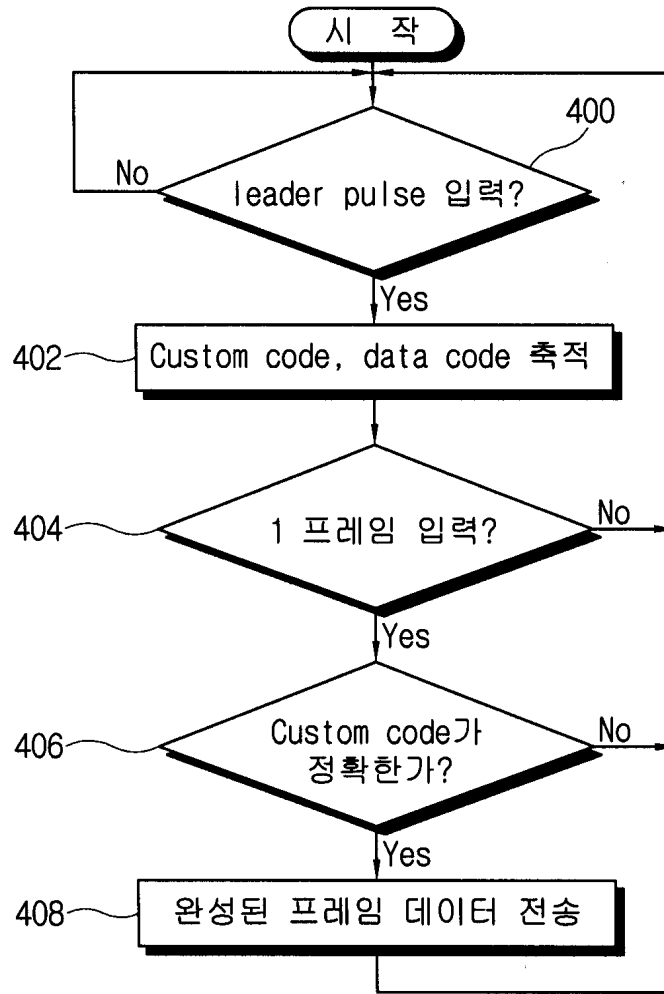 시 작
400
No
leader pulse 입력?
Yes
402
Custom code, data code 축적
404
1 프레임 입력?
No
Yes
406
Custom code가
정확한가?
No
Yes
408
완성된 프레임 데이터 전송